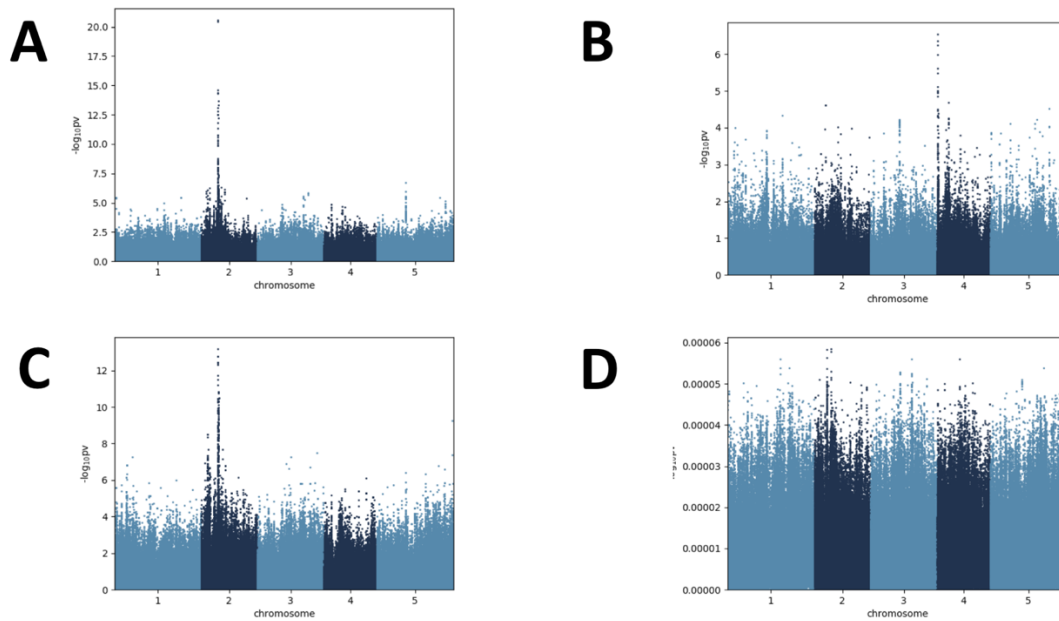 A
20.0
17.5
15.0
12.5
10.0
7.5
5.0
2.5
0.0
-log10pv
1 2 3 4 5
chromosome
B
6
5
4
3
2
1
0
-log10pv
1 2 3 4 5
chromosome
C
12
10
8
6
4
2
0
-log10pv
1 2 3 4 5
chromosome
D
0.00006
0.00005
0.00004
0.00003
0.00002
0.00001
0.00000
1 2 3 4 5
chromosome